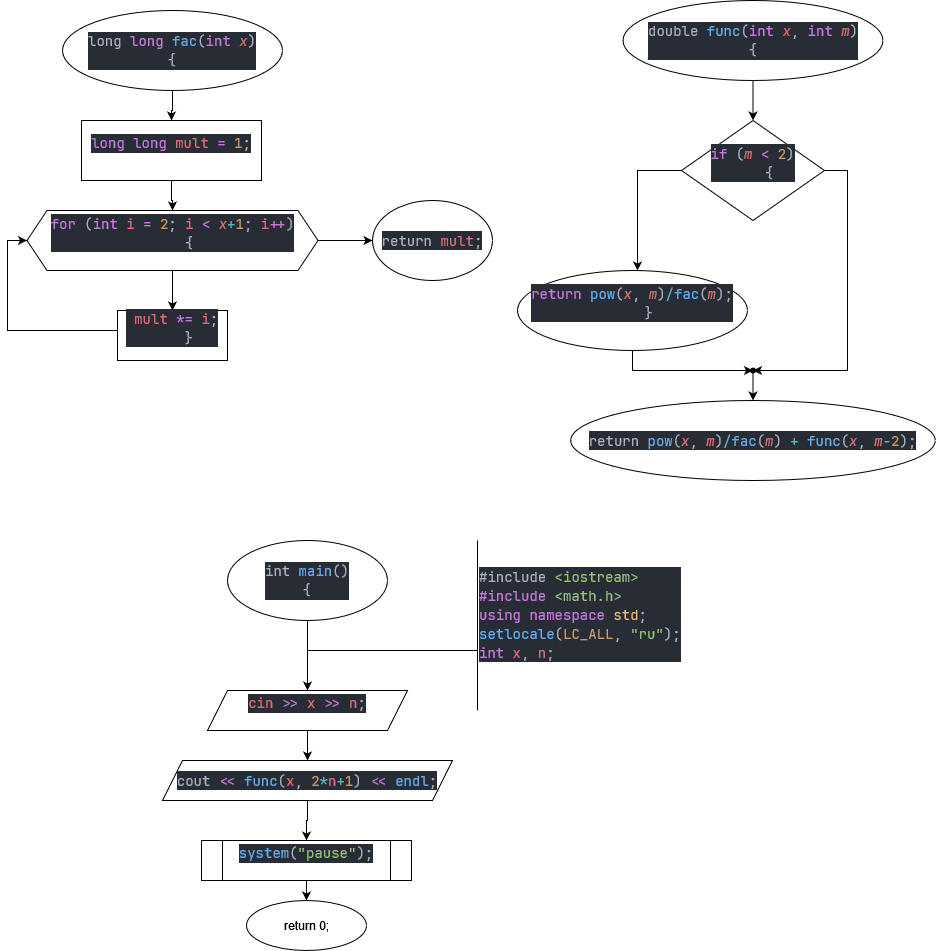 long long fac(int x)
{
long long mult = 1;
for (int i = 2; i < x+1; i++)
{
return mult;
mult *= i;
}
double func(int x, int m)
{
if (m < 2)
{
return pow(x, m)/fac(m);
}
return pow(x, m)/fac(m) + func(x, m-2);
int main()
{
#include <iostream>
#include <math.h>
using namespace std;
setlocale(LC_ALL, "ru");
int x, n;
cin >> x >> n;
cout << func(x, 2*n+1) << endl;
system("pause");
return 0;